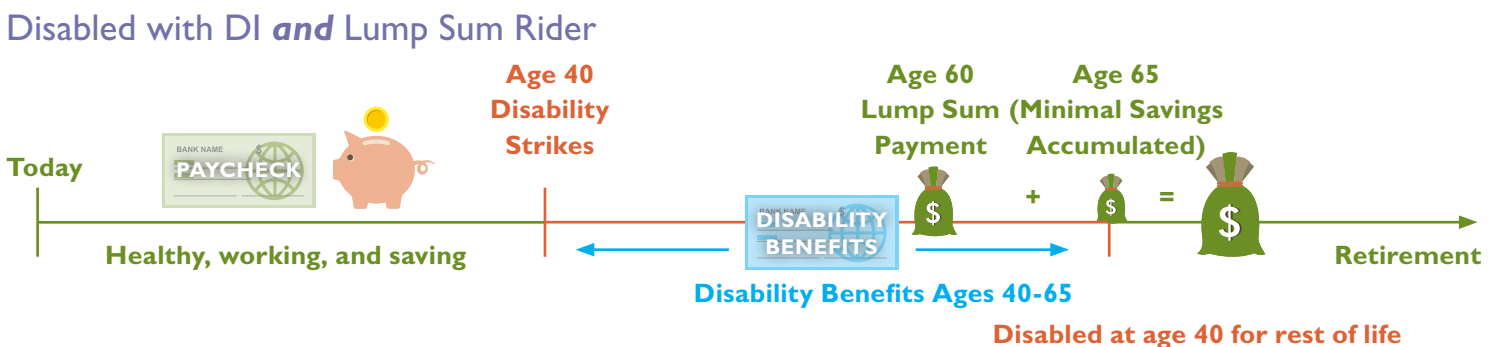 Disabled with DI and Lump Sum Rider
Age 40
Disability
Strikes
Age 60
Lump Sum
Payment
Age 65
(Minimal Savings
Accumulated)
Today
BANK NAME
$
PAYCHECK
BANK NAME
$
DISABILITY
BENEFITS
$
+
$
=
$
Healthy, working, and saving
Retirement
Disability Benefits Ages 40-65
Disabled at age 40 for rest of life